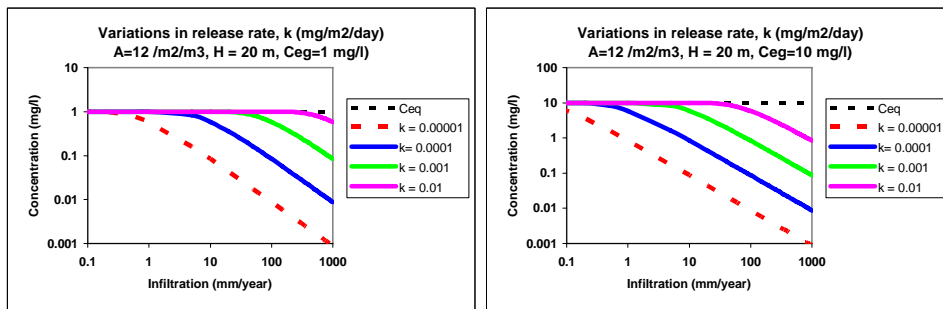 Variations in release rate, k (mg/m2/day)
A=12 /m2/m3, H = 20 m, Ceg=1 mg/l)
10
1
0.1
0.01
0.001
Concentration (mg/l)
0.1
1
10
100
1000
Infiltration (mm/year)
Ceq
k = 0.00001
k= 0.0001
k = 0.001
k = 0.01
Variations in release rate, k (mg/m2/day)
A=12 /m2/m3, H = 20 m, Ceg=10 mg/l)
100
10
1
0.1
0.01
0.001
Concentration (mg/l)
0.1
1
10
100
1000
Infiltration (mm/year)
Ceq
k = 0.00001
k= 0.0001
k = 0.001
k = 0.01